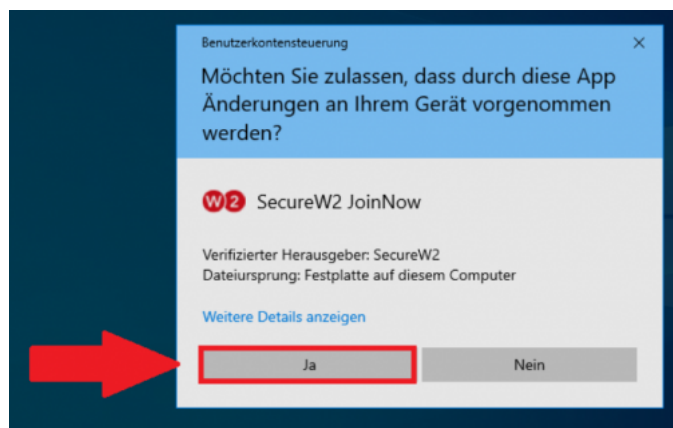 Benutzerkontensteuerung
Möchten Sie zulassen, dass durch diese App
Änderungen an Ihrem Gerät vorgenommen
werden?
W2 SecureW2 JoinNow
Verifizierter Herausgeber: SecureW2
Dateiursprung: Festplatte auf diesem Computer
Weitere Details anzeigen
Ja Nein